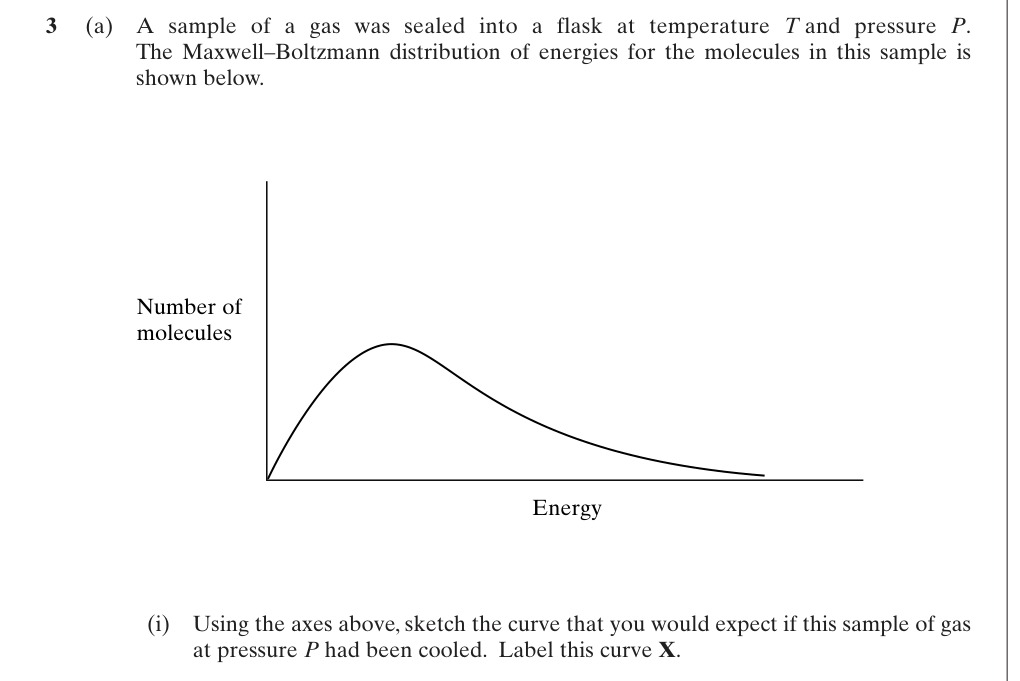 3 (a) A sample of a gas was sealed into a flask at temperature T and pressure P.
The Maxwell–Boltzmann distribution of energies for the molecules in this sample is
shown below.
Number of
molecules
Energy
(i) Using the axes above, sketch the curve that you would expect if this sample of gas
at pressure P had been cooled. Label this curve X.